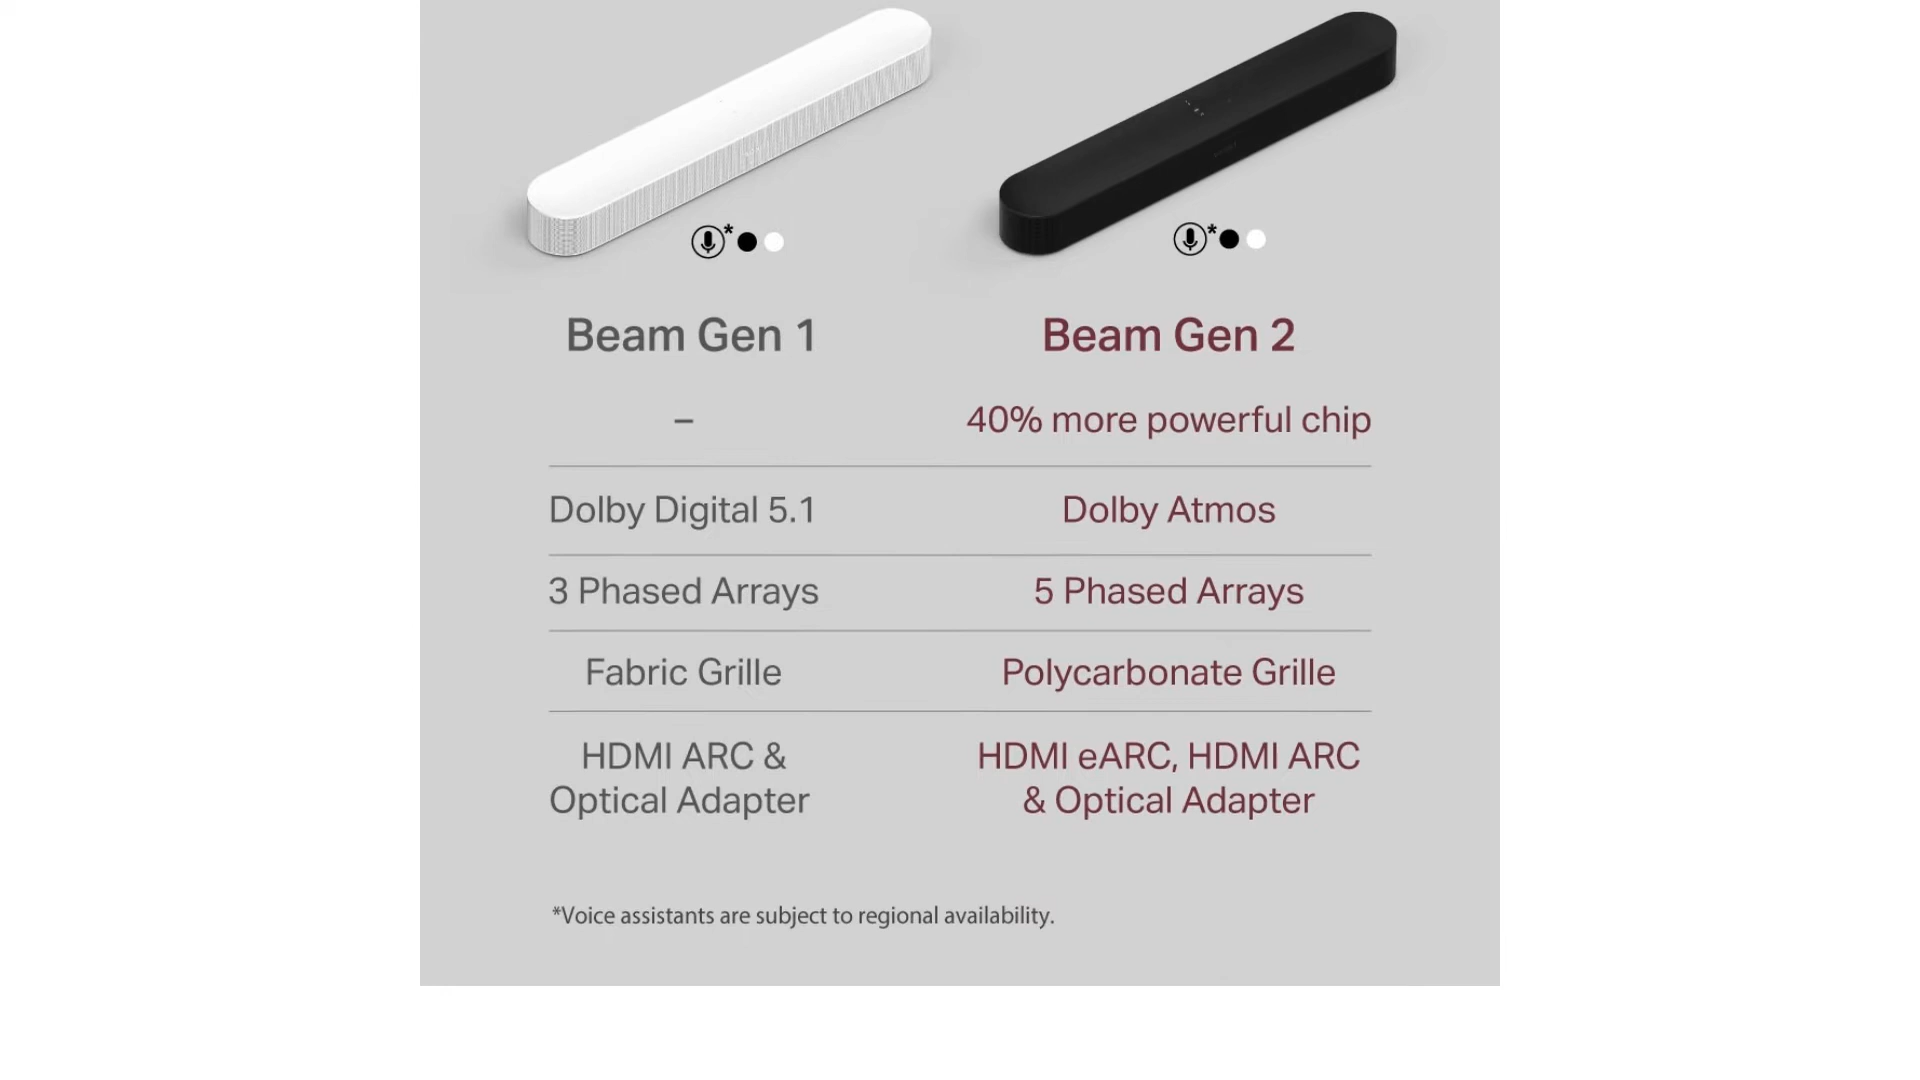 Beam Gen 1
Beam Gen 2
–
40% more powerful chip
Dolby Digital 5.1
Dolby Atmos
3 Phased Arrays
5 Phased Arrays
Fabric Grille
Polycarbonate Grille
HDMI ARC &
Optical Adapter
HDMI eARC, HDMI ARC
& Optical Adapter
*Voice assistants are subject to regional availability.